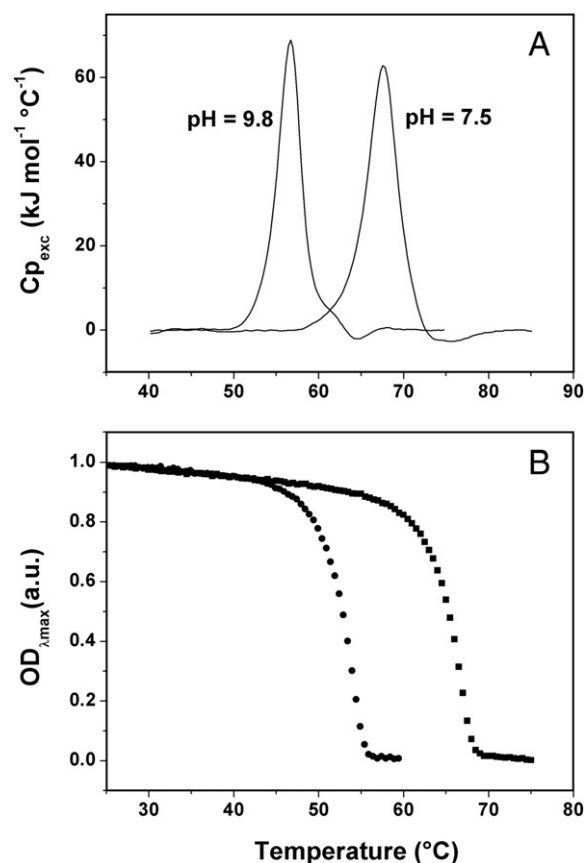 A
pH = 9.8
pH = 7.5
Cp_exc (kJ mol⁻¹ °C⁻¹)
60
40
20
0
40 50 60 70 80 90
B
OD_λmax (a.u.)
1.0
0.8
0.6
0.4
0.2
0.0
30 40 50 60 70 80
Temperature (°C)